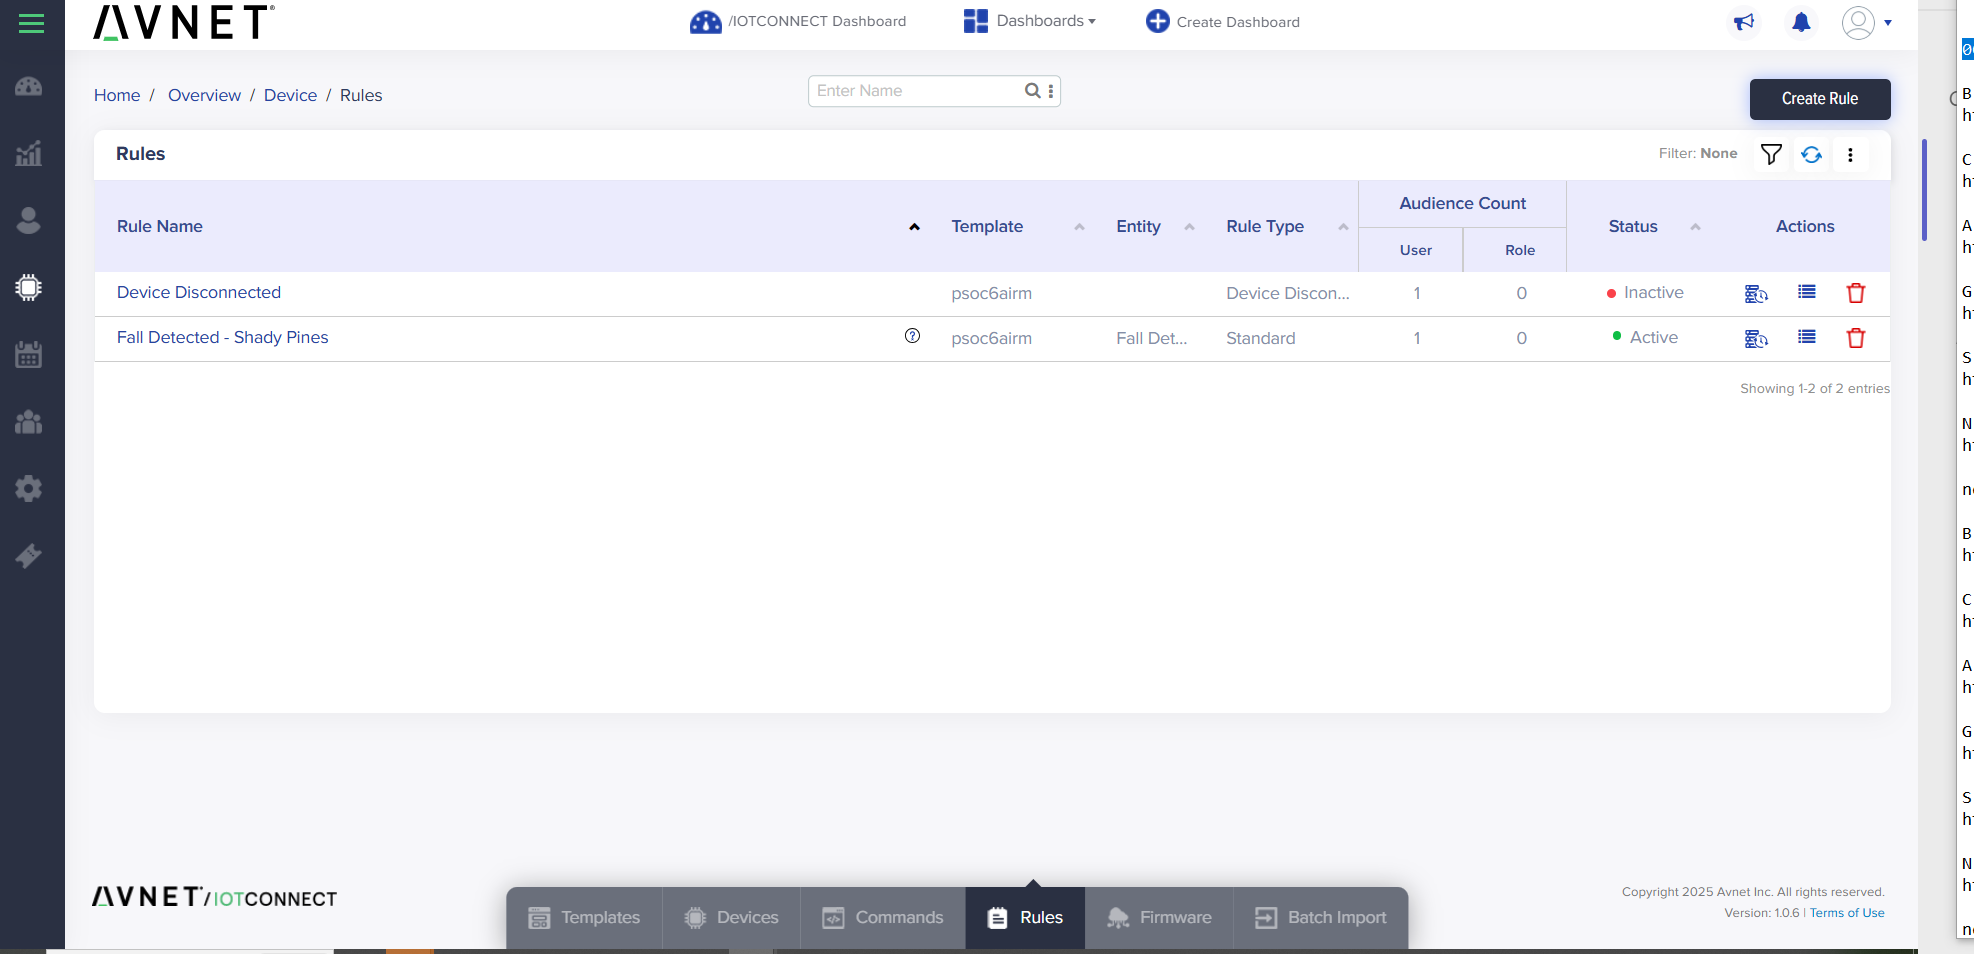 AVNET®
/IOTCONNECT Dashboard
Dashboards
Create Dashboard
Home / Overview / Device / Rules
Enter Name
Create Rule
Rules
Filter: None
Rule Name
Template
Entity
Rule Type
Audience Count
User
Role
Status
Actions
Device Disconnected psoc6airm Device Discon... 1 0 Inactive
Fall Detected - Shady Pines psoc6airm Fall Det... Standard 1 0 Active
Showing 1-2 of 2 entries
AVNET/IOTCONNECT
Templates
Devices
Commands
Rules
Firmware
Batch Import
Copyright 2025 Avnet Inc. All rights reserved.
Version: 1.0.6 | Terms of Use